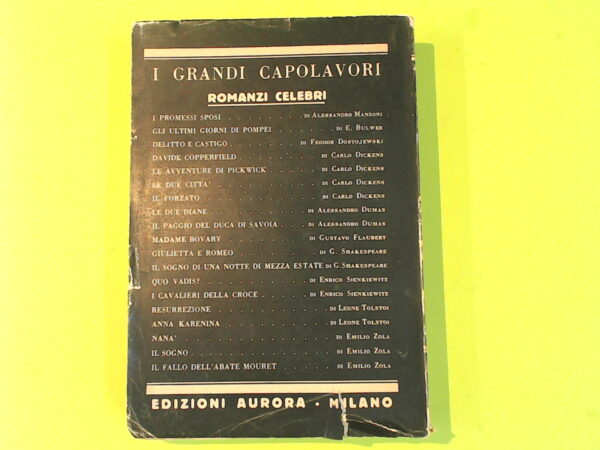 I GRANDI CAPOLAVORI
ROMANZI CELEBRI
I PROMESSI SPOSI . . . . . . . . . DI ALESSANDRO MANZONI
GLI ULTIMI GIORNI DI POMPEI . . . . . DI E. BULWER
DELITTO E CASTIGO . . . . . . . DI FEODOR DOSTOJEWSKI
DAVIDE COPPERFIELD . . . . . . . . DI CARLO DICKENS
LE AVVENTURE DI PICKWICK . . . . . . DI CARLO DICKENS
LE DUE CITTA' . . . . . . . . . . DI CARLO DICKENS
IL FORZATO . . . . . . . . . . . DI CARLO DICKENS
LE DUE DIANE . . . . . . . . . DI ALESSANDRO DUMAS
IL PAGGIO DEL DUCA DI SAVOIA . . . DI ALESSANDRO DUMAS
MADAME BOVARY . . . . . . . . DI GUSTAVO FLAUBERT
GIULIETTA E ROMEO . . . . . . . . DI G. SHAKESPEARE
IL SOGNO DI UNA NOTTE DI MEZZA ESTATE DI G. SHAKESPEARE
QUO VADIS? . . . . . . . . . . DI ENRICO SIENKIEWITZ
I CAVALIERI DELLA CROCE . . . . . DI ENRICO SIENKIEWITZ
RESURREZIONE . . . . . . . . . . DI LEONE TOLSTOI
ANNA KARENINA . . . . . . . . . DI LEONE TOLSTOI
NANA' . . . . . . . . . . . . . DI EMILIO ZOLA
IL SOGNO . . . . . . . . . . . . DI EMILIO ZOLA
IL FALLO DELL'ABATE MOURET . . . . . DI EMILIO ZOLA
EDIZIONI AURORA - MILANO